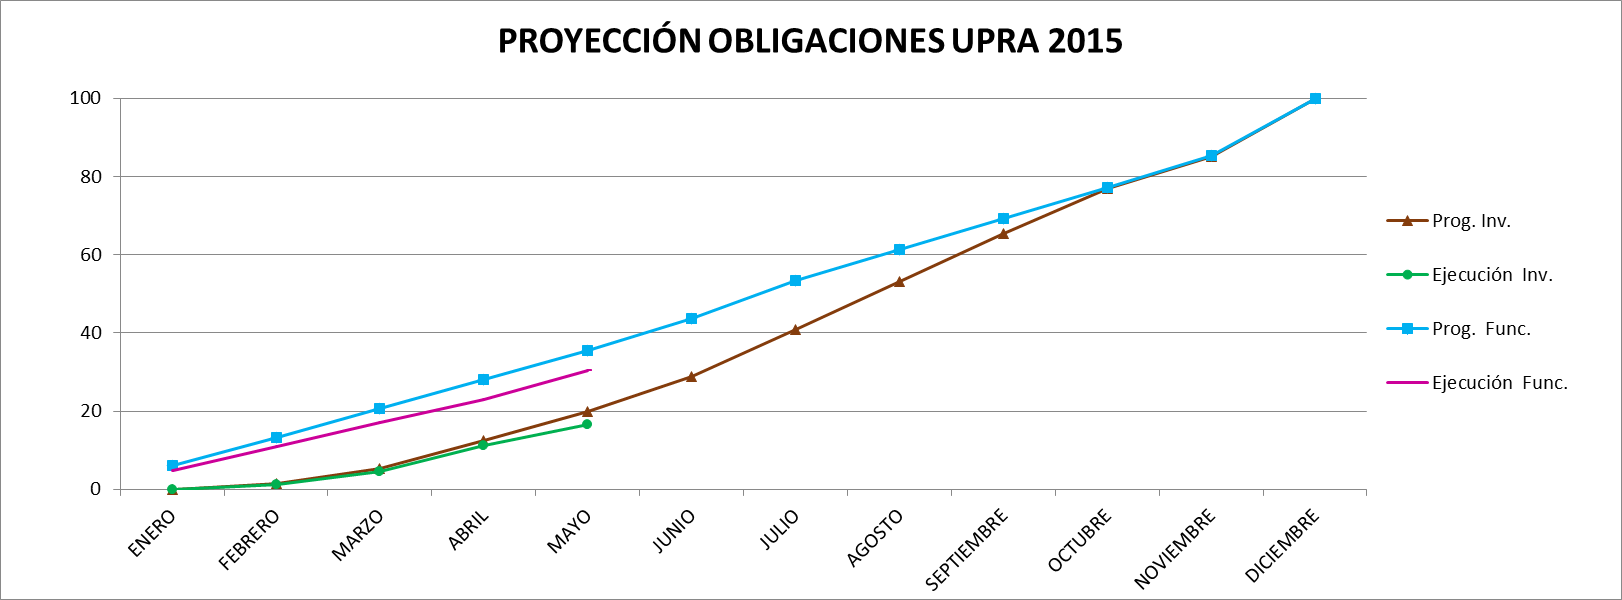 PROYECCIÓN OBLIGACIONES UPRA 2015
100
80
60
40
20
0
ENERO
FEBRERO
MARZO
ABRIL
MAYO
JUNIO
JULIO
AGOSTO
SEPTIEMBRE
OCTUBRE
NOVIEMBRE
DICIEMBRE
Prog. Inv.
Ejecución Inv.
Prog. Func.
Ejecución Func.